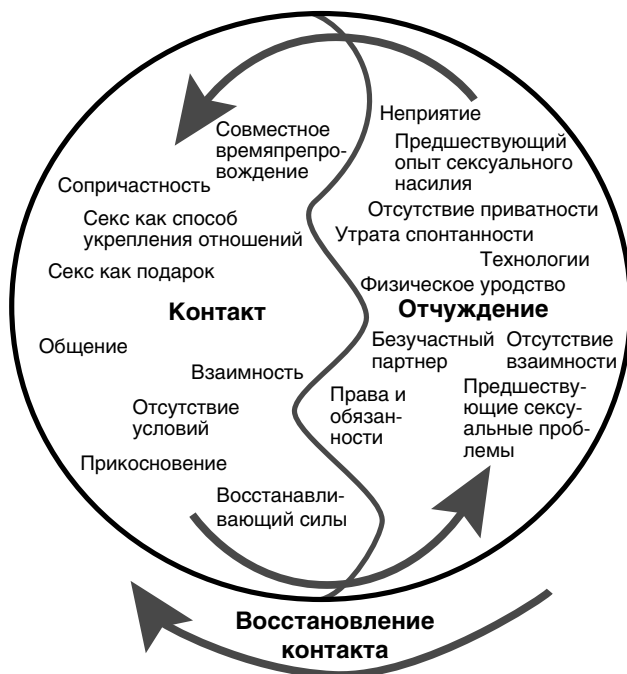 Неприятие
Совместное
времяпрепро-
вождение
Предшествующий
опыт сексуального
насилия
Сопричастность
Отсутствие приватности
Секс как способ
укрепления отношений
Утрата спонтанности
Технологии
Секс как подарок
Физическое уродство
Контакт
Отчуждение
Общение
Безучастный
партнер
Отсутствие
взаимности
Взаимность
Права и
обязан-
ности
Предшеству-
ющие сексу-
альные проб-
лемы
Отсутствие
условий
Прикосновение
Восстанавли-
вающий силы
Восстановление
контакта